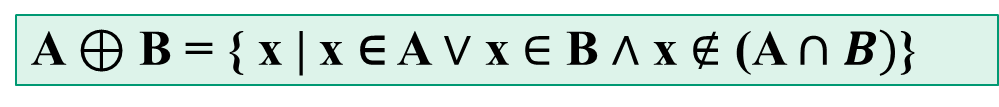 A ⊕ B = { x | x ∈ A ∨ x ∈ B ∧ x ∉ (A ∩ B)}